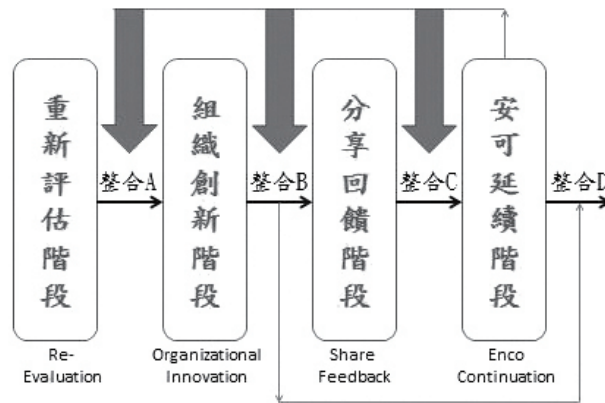 重新評估階段
整合A
組織創新階段
整合B
分享回饋階段
整合C
安可延續階段
整合D
Re-
Evaluation
Organizational
Innovation
Share
Feedback
Enco
Continuation